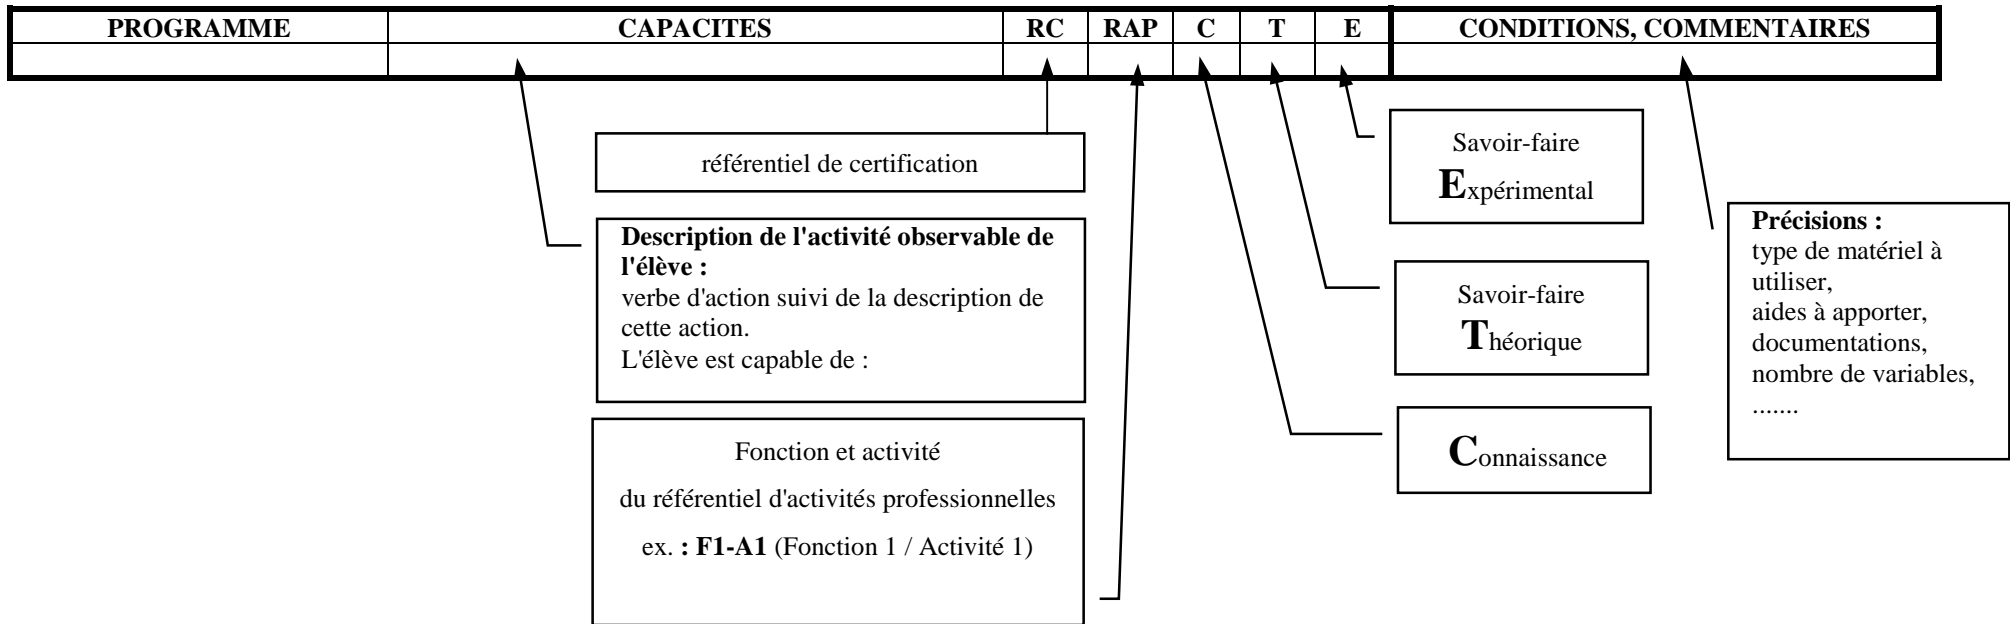 PROGRAMME CAPACITES RC RAP C T E CONDITIONS, COMMENTAIRES
référentiel de certification
Description de l'activité observable de
l'élève :
verbe d'action suivi de la description de
cette action.
L'élève est capable de :
Fonction et activité
du référentiel d'activités professionnelles
ex. : F1-A1 (Fonction 1 / Activité 1)
Savoir-faire
Expérimental
Savoir-faire
Théorique
Connaissance
Précisions :
type de matériel à
utiliser,
aides à apporter,
documentations,
nombre de variables,
.......